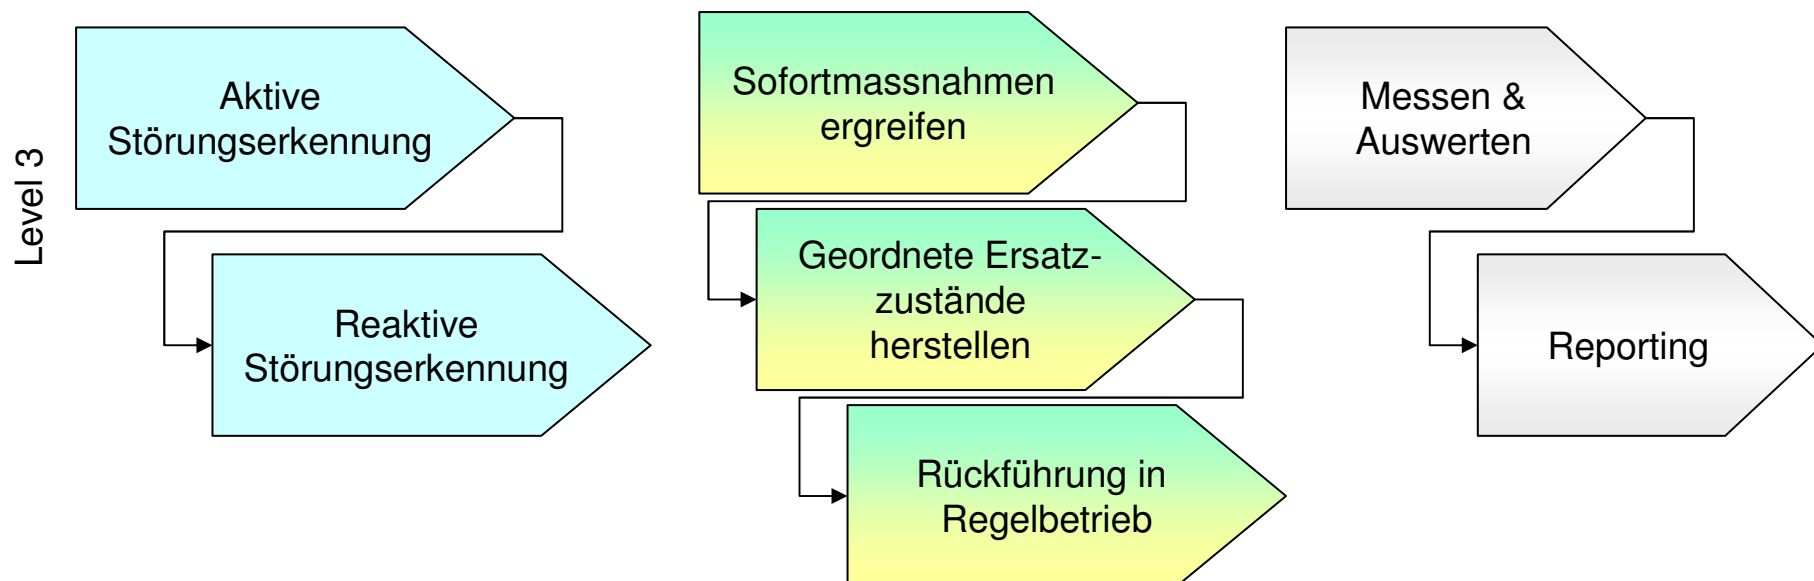 Level 3
Aktive
Störungserkennung
Reaktive
Störungserkennung
Sofortmassnahmen
ergreifen
Geordnete Ersatz-
zustände
herstellen
Rückführung in
Regelbetrieb
Messen &
Auswerten
Reporting